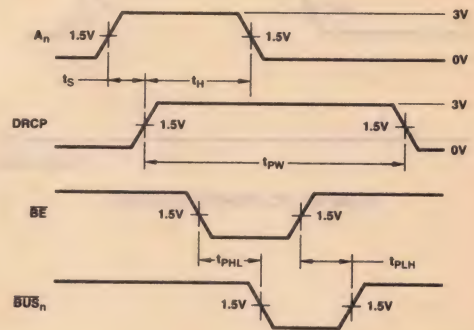 3V
An 1.5V 1.5V
0V
tS tH
3V
DRCP 1.5V 1.5V
0V
tPW
BE 1.5V 1.5V
tPHL tPLH
BUSn 1.5V 1.5V